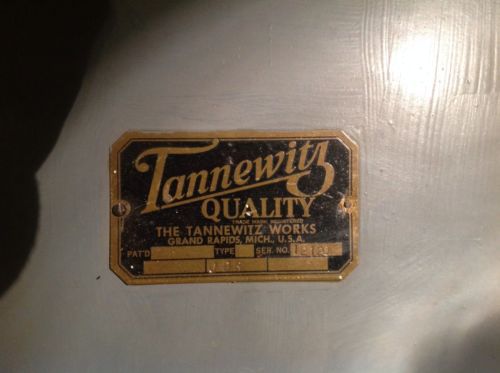 Tannewitz
QUALITY
TRADE MARK REGISTERED
THE TANNEWITZ WORKS
GRAND RAPIDS, MICH., U.S.A.
PAT'D TYPE SER. NO.